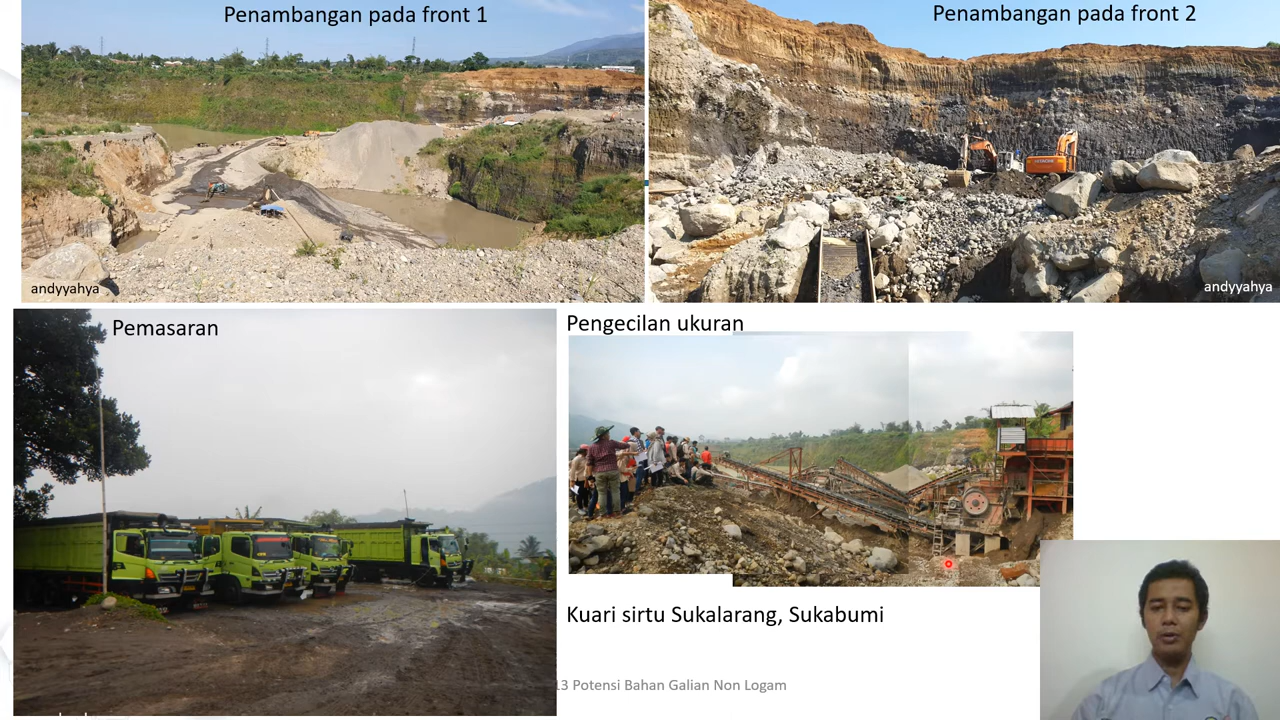 Penambangan pada front 1
Penambangan pada front 2
andyyahya
andyyahya
Pemasaran
Pengecilan ukuran
Kuari sirtu Sukalarang, Sukabumi
13 Potensi Bahan Galian Non Logam